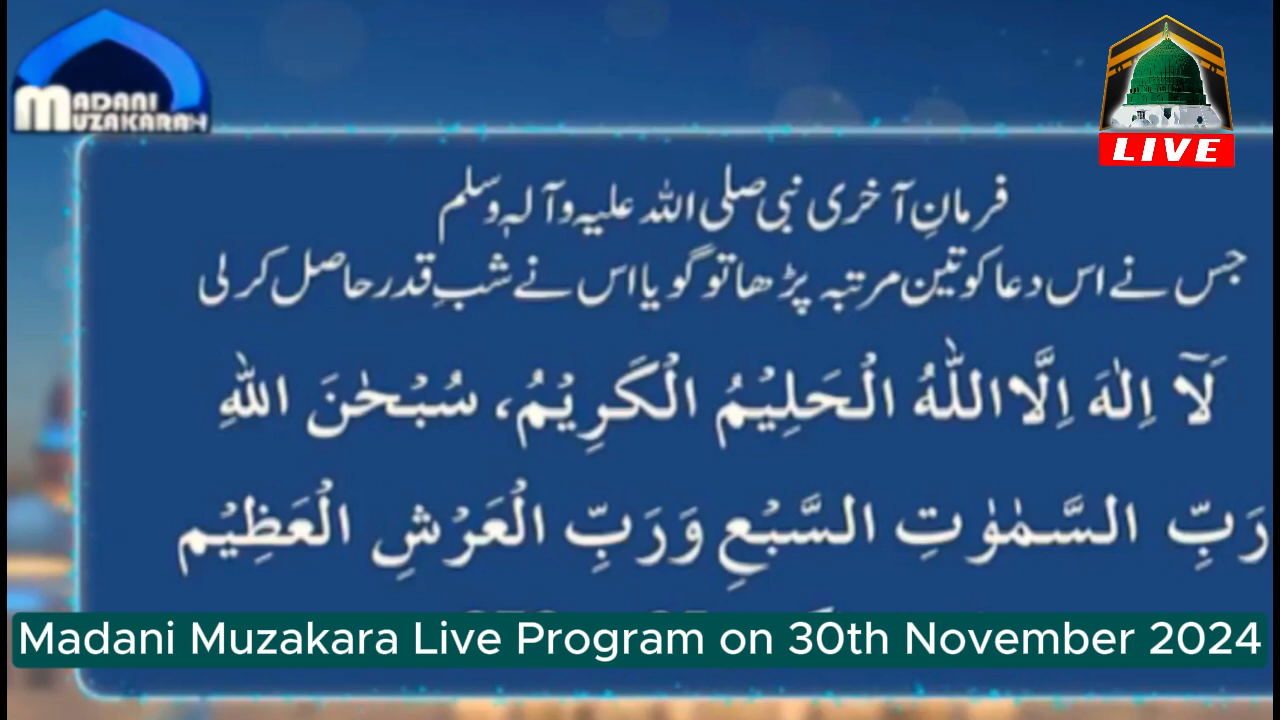 MADANI
MUZAKARAH
LIVE
فرمانِ آخری نبی صلی اللہ علیہ وآلہٖ وسلم
جس نے اس دعا کو تین مرتبہ پڑھا تو گویا اس نے شبِ قدر حاصل کر لی
لَآ اِلٰهَ اِلَّا اللّٰهُ الْحَلِيْمُ الْكَرِيْمُ، سُبْحٰنَ اللّٰهِ
رَبِّ السَّمٰوٰتِ السَّبْعِ وَرَبِّ الْعَرْشِ الْعَظِيْم
Madani Muzakara Live Program on 30th November 2024